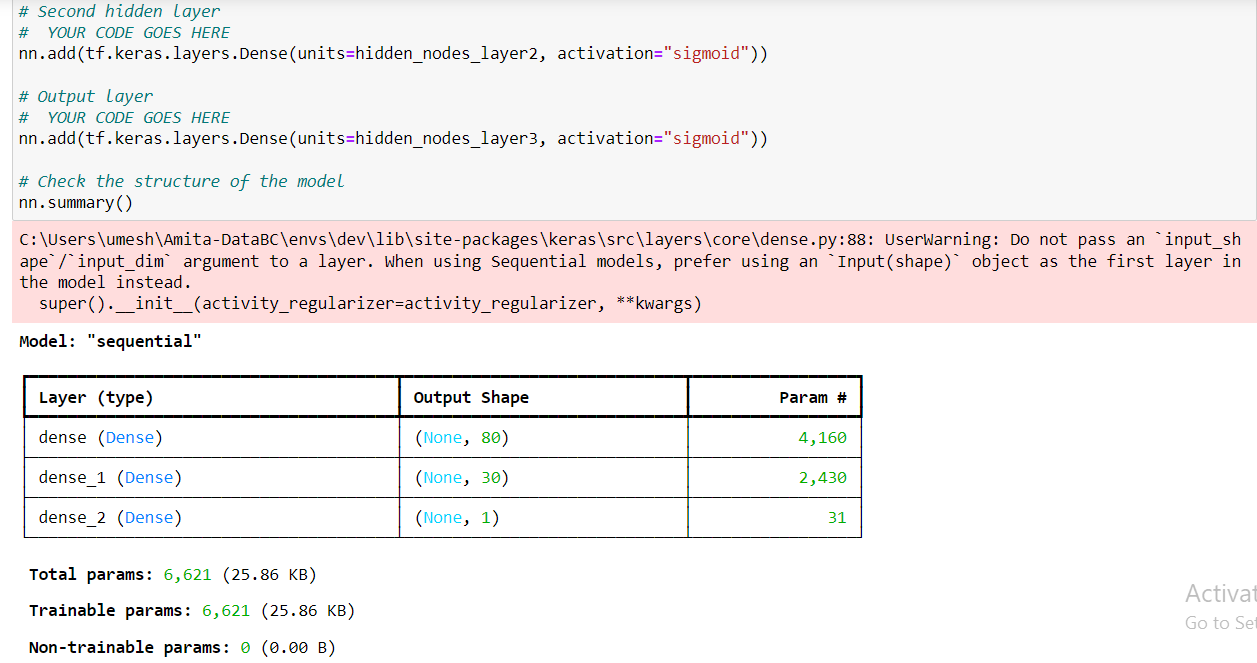 # Second hidden layer
#  YOUR CODE GOES HERE
nn.add(tf.keras.layers.Dense(units=hidden_nodes_layer2, activation="sigmoid"))
# Output layer
#  YOUR CODE GOES HERE
nn.add(tf.keras.layers.Dense(units=hidden_nodes_layer3, activation="sigmoid"))
# Check the structure of the model
nn.summary()
C:\Users\umesh\Amita-DataBC\envs\dev\lib\site-packages\keras\src\layers\core\dense.py:88: UserWarning: Do not pass an `input_sh
ape`/`input_dim` argument to a layer. When using Sequential models, prefer using an `Input(shape)` object as the first layer in
the model instead.
  super().__init__(activity_regularizer=activity_regularizer, **kwargs)
Model: "sequential"
Layer (type) Output Shape Param #
dense (Dense) (None, 80) 4,160
dense_1 (Dense) (None, 30) 2,430
dense_2 (Dense) (None, 1) 31
Total params: 6,621 (25.86 KB)
Trainable params: 6,621 (25.86 KB)
Non-trainable params: 0 (0.00 B)
Activat
Go to Set